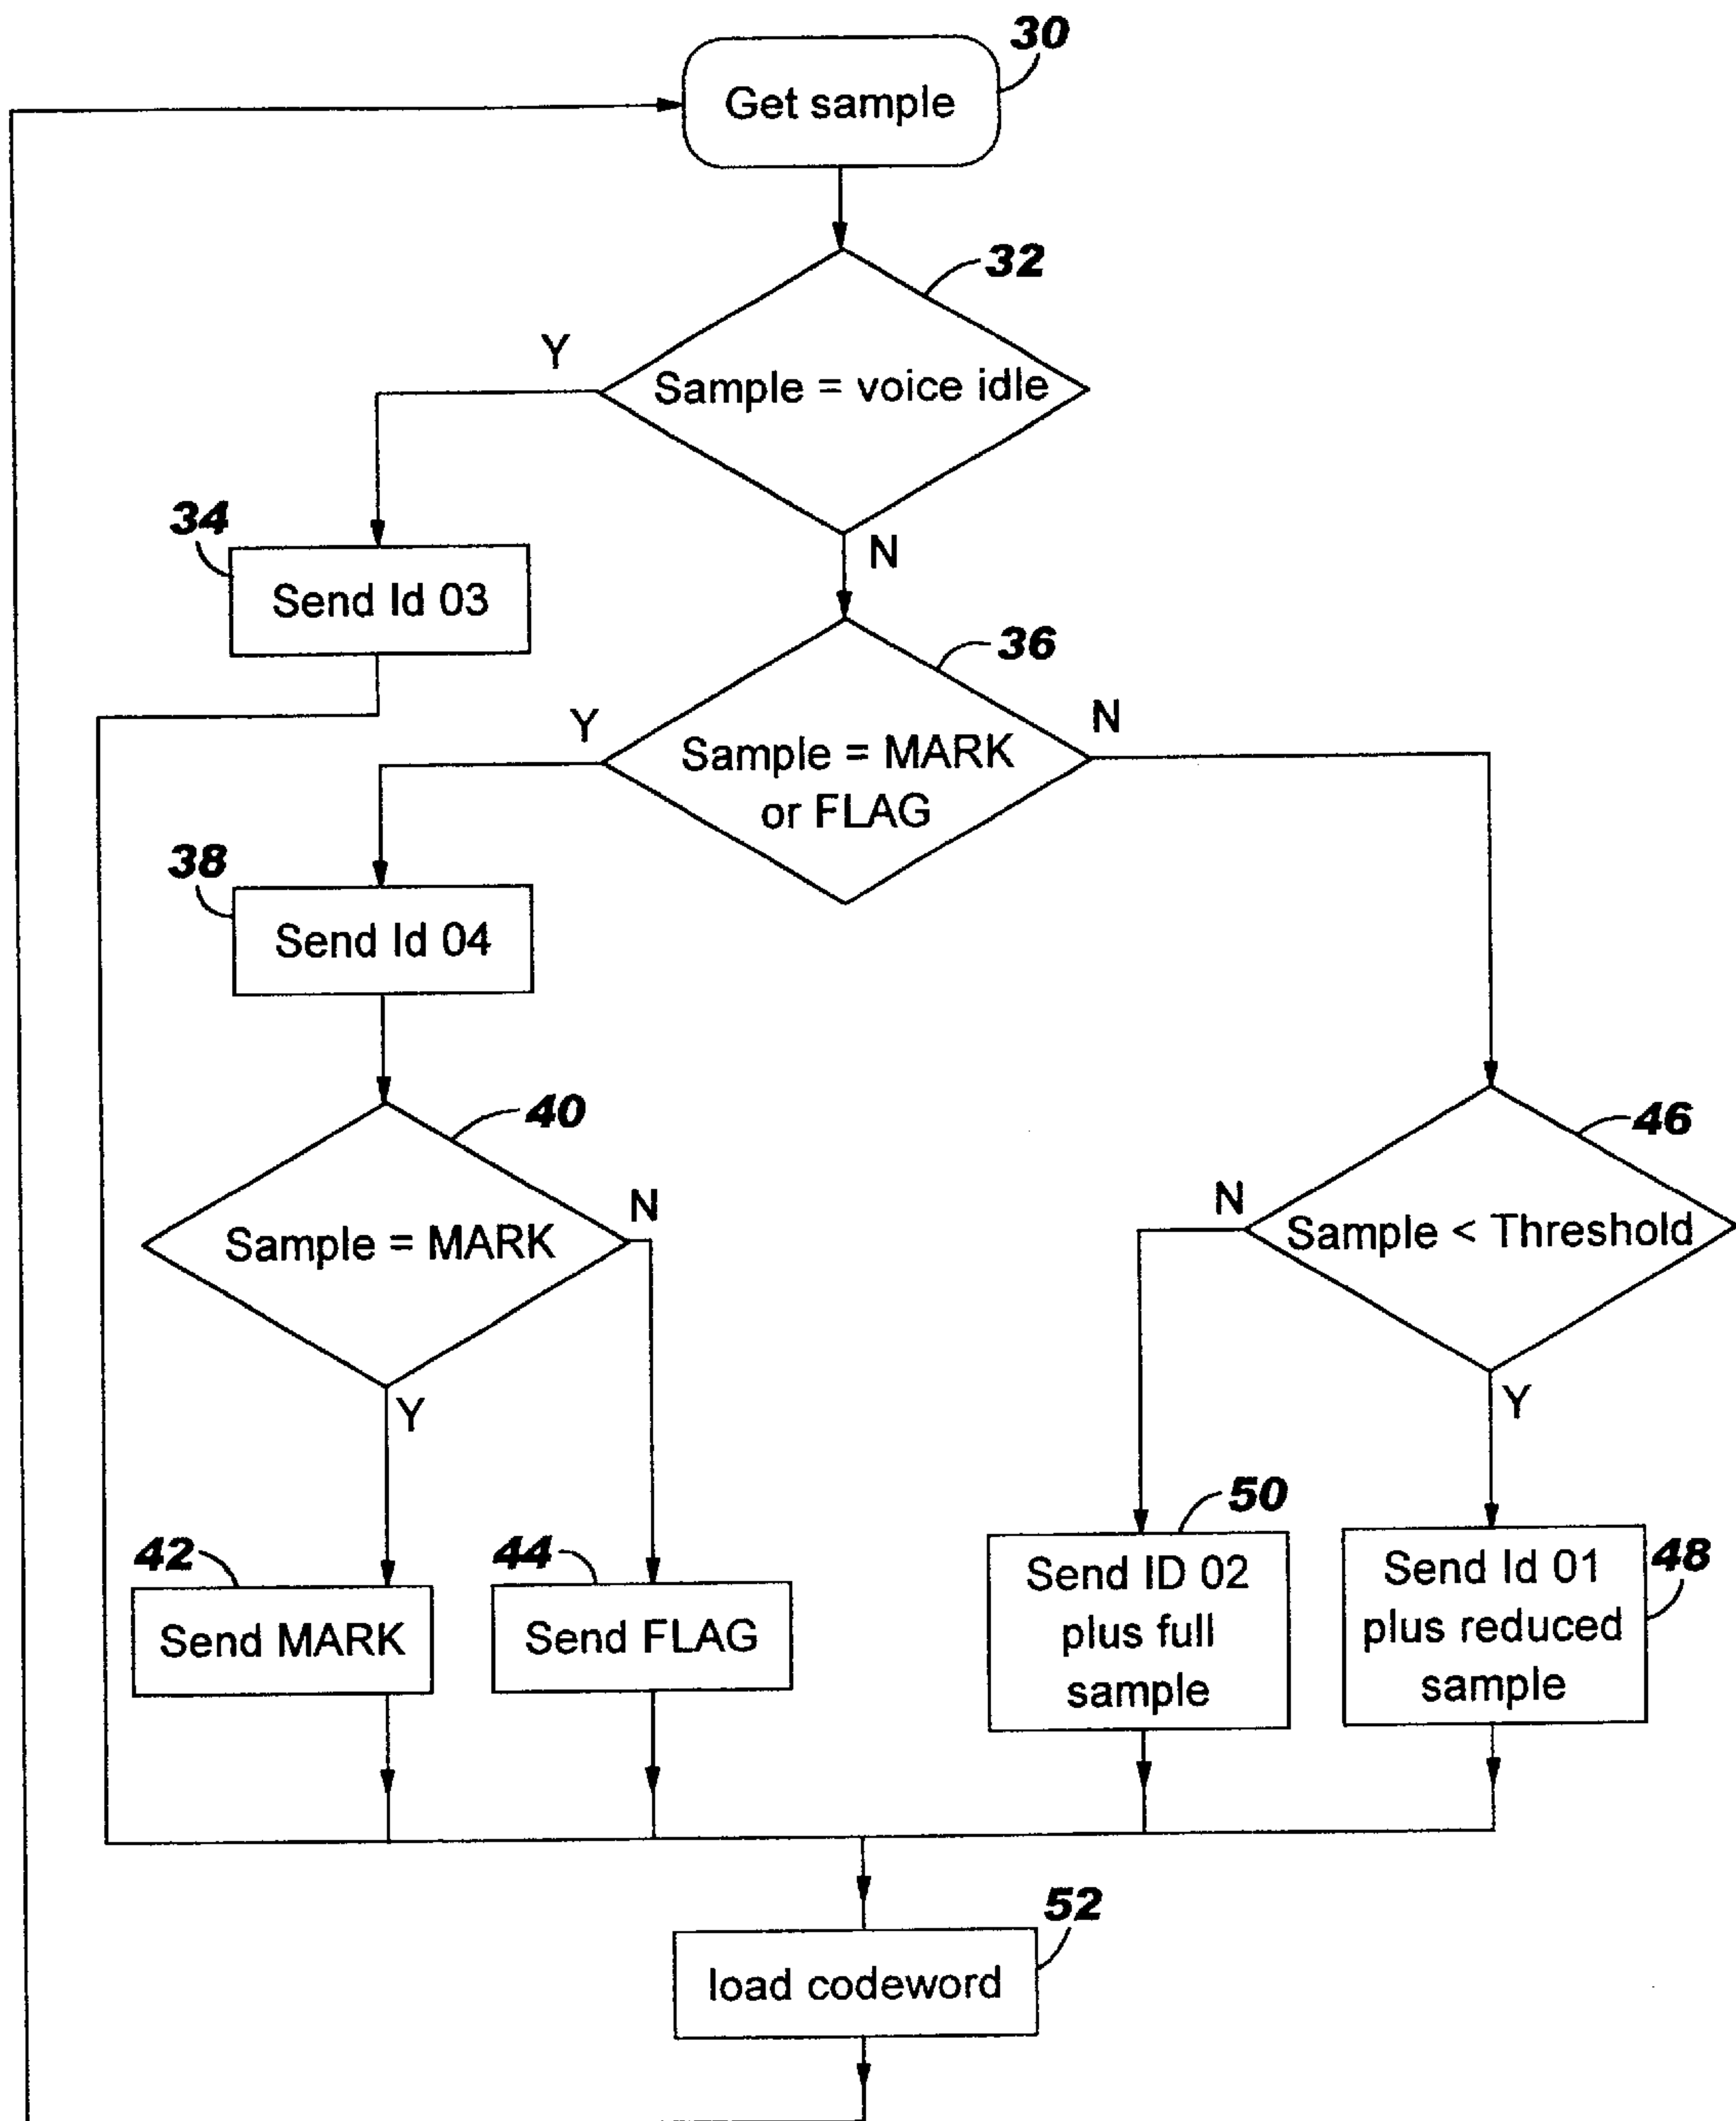 30
Get sample
32
Y
Sample = voice idle
34
N
Send Id 03
36
Y
N
Sample = MARK
or FLAG
38
Send Id 04
40
46
N
N
Sample = MARK
Sample < Threshold
Y
Y
50
42
44
Send ID 02
plus full
sample
Send Id 01
plus reduced
sample
48
Send MARK
Send FLAG
52
load codeword